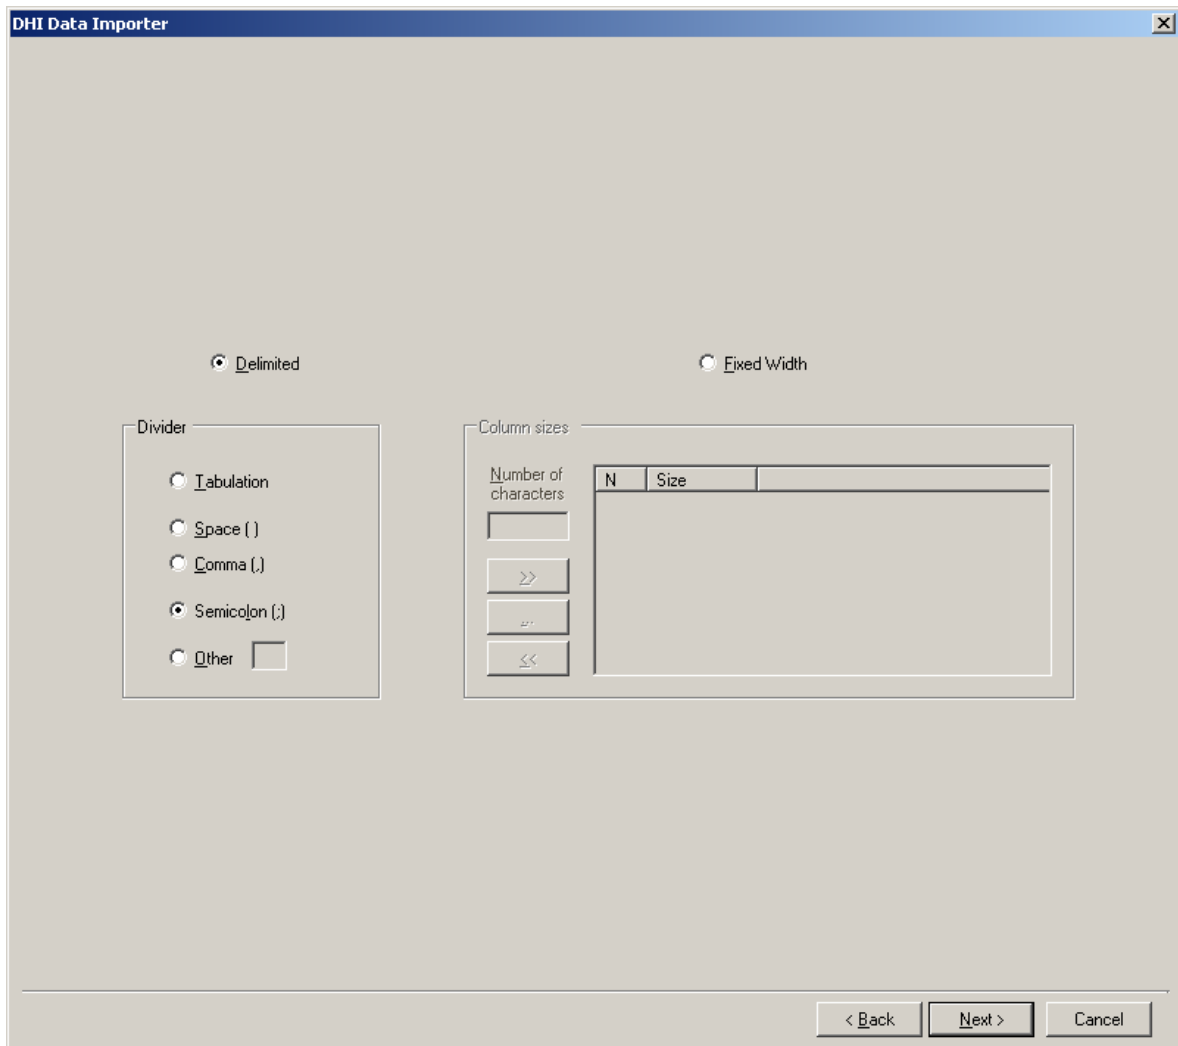 DHI Data Importer
Delimited
Fixed Width
Divider
Tabulation
Space ( )
Comma (,)
Semicolon (;)
Other
Column sizes
Number of
characters
N Size
>>
...
<<
< Back Next > Cancel